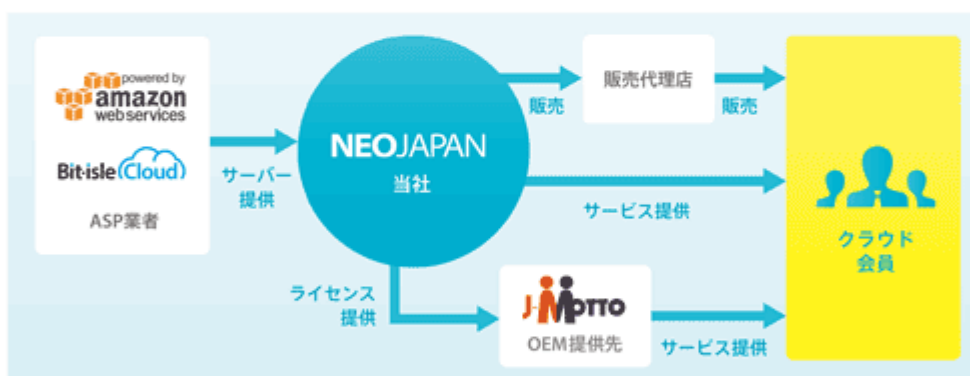 powered by
amazon
webservices
Bit-isle Cloud
ASP業者
サーバー
提供
NEOJAPAN
当社
販売
販売代理店
販売
サービス提供
クラウド
会員
ライセンス
提供
J-MOTTO
OEM提供先
サービス提供